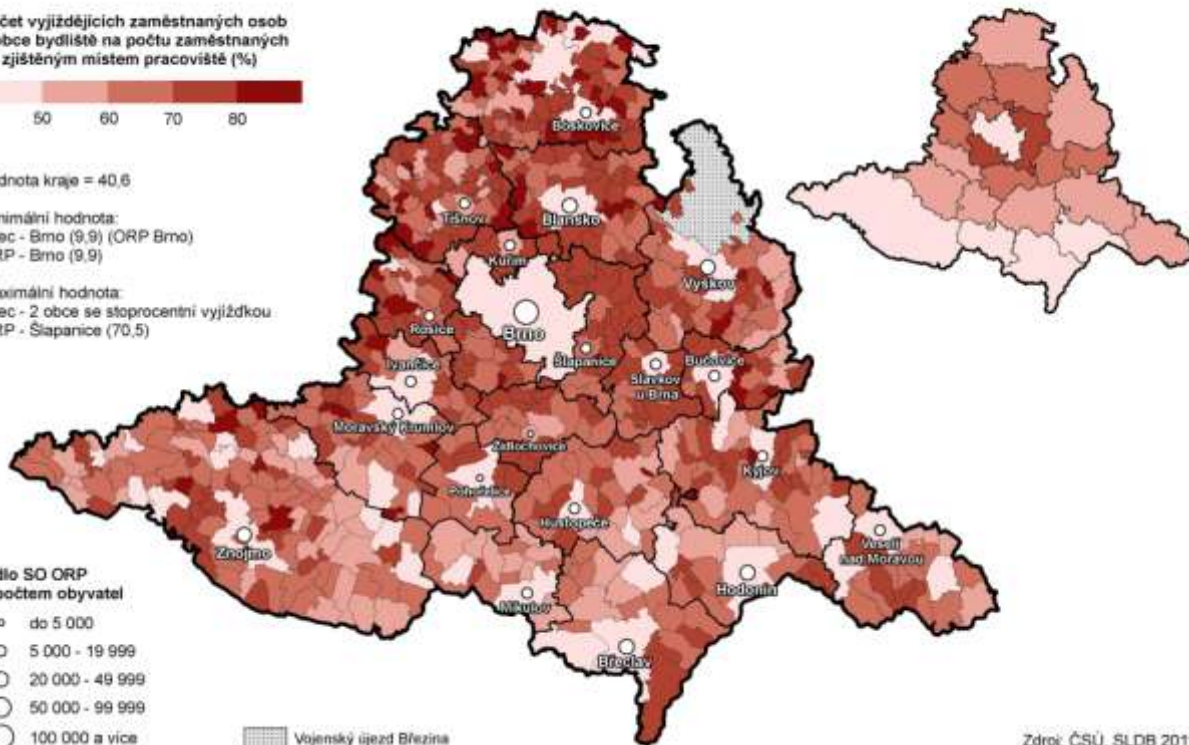 čet vyjíždějících zaměstnaných osob
obce bydliště na počtu zaměstnaných
zjištěným místem pracoviště (%)
50 60 70 80
dnota kraje = 40,6
nimální hodnota:
ec - Brno (9,9) (ORP Brno)
RP - Brno (9,9)
aximální hodnota:
ec - 2 obce se stoprocentní vyjížďkou
RP - Šlapanice (70,5)
Boskovice
Tišnov
Blansko
Kuřim
Vyškov
Brno
Rosice
Šlapanice
Ivančice
Slavkov
u Brna
Bučovice
Moravský Krumlov
Židlochovice
Kyjov
Pohořelice
Hustopeče
Znojmo
Veselí
nad Moravou
Hodonín
Mikulov
Břeclav
dlo SO ORP
počtem obyvatel
do 5 000
5 000 - 19 999
20 000 - 49 999
50 000 - 99 999
100 000 a více
Vojenský újezd Březina
Zdroj: ČSÚ, SLDB 201